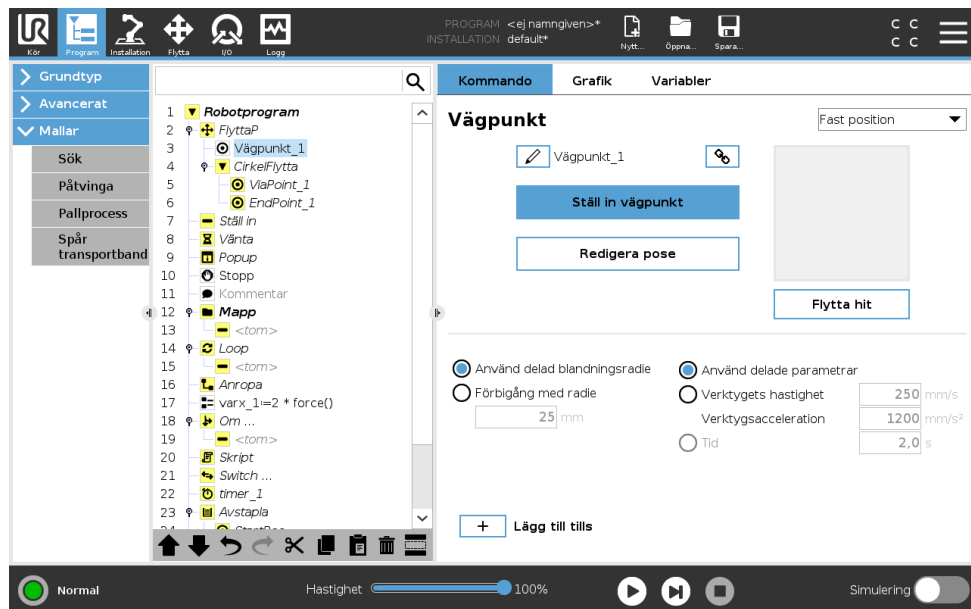 UR
Kör
Program
Installation
Flytta
I/O
Logg
PROGRAM <ej namngiven>*
INSTALLATION default*
Nytt...
Öppna...
Spara...
C C
C C
Grundtyp
Avancerat
Mallar
Sök
Påtvinga
Pallprocess
Spår
transportband
1 Robotprogram
2 FlyttaP
3 Vägpunkt_1
4 CirkelFlytta
5 ViaPoint_1
6 EndPoint_1
7 Ställ in
8 Vänta
9 Popup
10 Stopp
11 Kommentar
12 Mapp
13 <tom>
14 Loop
15 <tom>
16 Anropa
17 varx_1≔2 * force()
18 Om ...
19 <tom>
20 Skript
21 Switch ...
22 timer_1
23 Avstapla
Kommando
Grafik
Variabler
Vägpunkt
Fast position
Vägpunkt_1
Ställ in vägpunkt
Redigera pose
Flytta hit
Använd delad blandningsradie
Förbigång med radie
25 mm
Använd delade parametrar
Verktygets hastighet 250 mm/s
Verktygsacceleration 1200 mm/s²
Tid 2,0 s
+ Lägg till tills
Normal
Hastighet 100%
Simulering